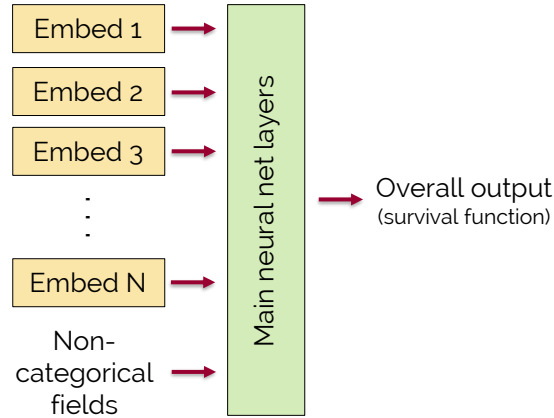 Embed 1
Embed 2
Embed 3
⋮
Embed N
Non-
categorical
fields
Main neural net layers
Overall output
(survival function)